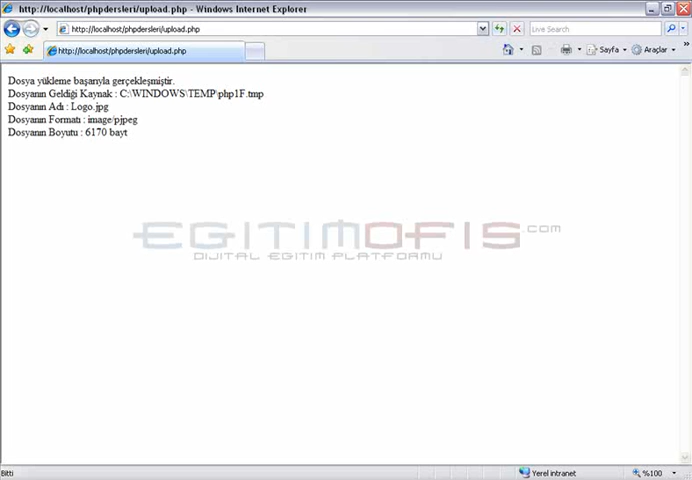 http://localhost/phpdersleri/upload.php - Windows Internet Explorer
http://localhost/phpdersleri/upload.php
Live Search
http://localhost/phpdersleri/upload.php
Sayfa
Araçlar
Dosya yükleme başarıyla gerçekleşmiştir.
Dosyanın Geldiği Kaynak : C:\WINDOWS\TEMP\php1F.tmp
Dosyanın Adı : Logo.jpg
Dosyanın Formatı : image/pjpeg
Dosyanın Boyutu : 6170 bayt
EGITIMOFIS.com
DIJITAL EGITIM PLATFORMU
Bitti
Yerel intranet
%100